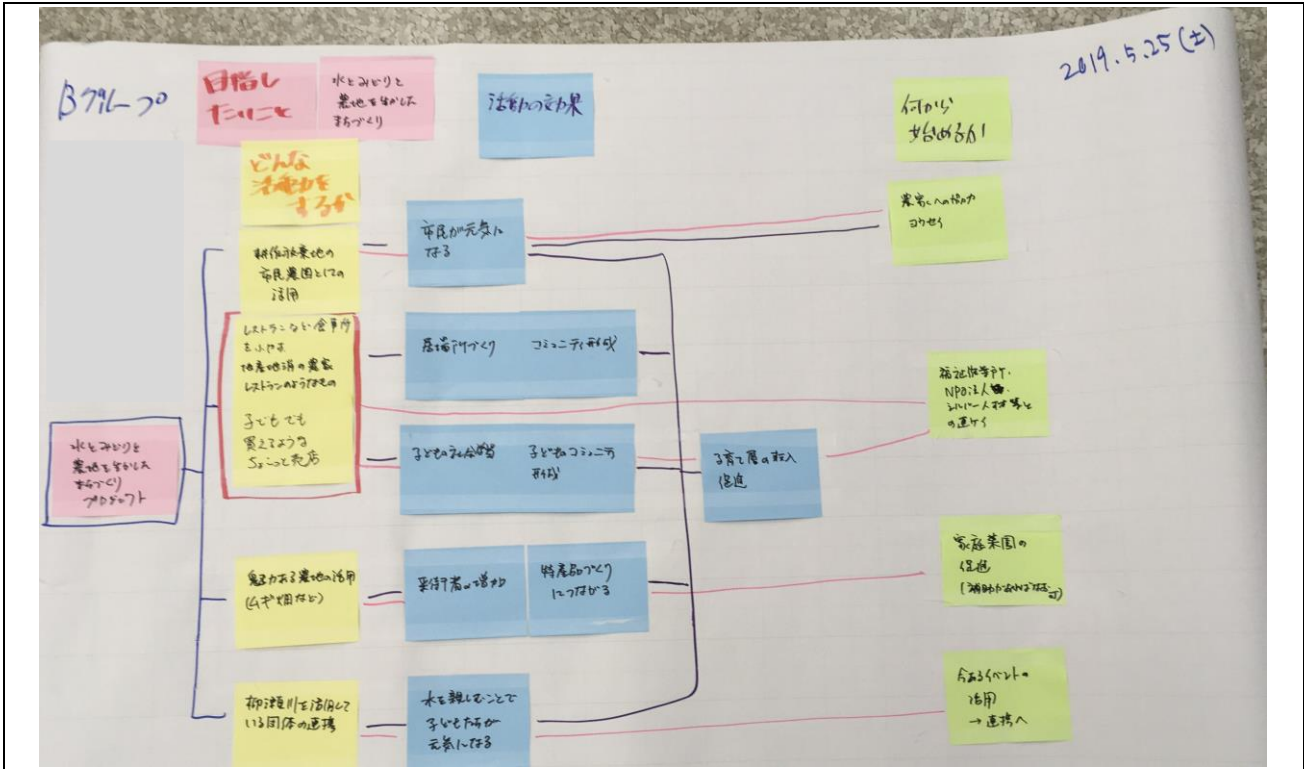 Bグループ
2019.5.25(土)
目指し
たいこと
水とみどりと
農地を生かした
まちづくり
活動の効果
何から
始めるか!
どんな
活動を
するか
耕作放棄地の
市民農園としての
活用
市民が元気に
なる
農家への協力
ヨウセイ
レストランなど食事所
をふやす
地産地消の農家
レストランのようなもの
子どもでも
買えるような
ちょこっと売店
居場所づくり
コミュニティ形成
福祉作業所、
NPO法人、
シルバー人材等と
の連ケイ
水とみどりと
農地を生かした
まちづくり
プロジェクト
子どもの社会学習
子どものコミュニティ
形成
子育て層の転入
促進
魅力ある農地の活用
(ムギ畑など)
来街者の増加
特産品づくり
につながる
家庭菜園の
促進
柳瀬川を活用して
いる団体の連携
水を親しむことで
子どもたちが
元気になる
今あるイベントの
活用
→連携へ